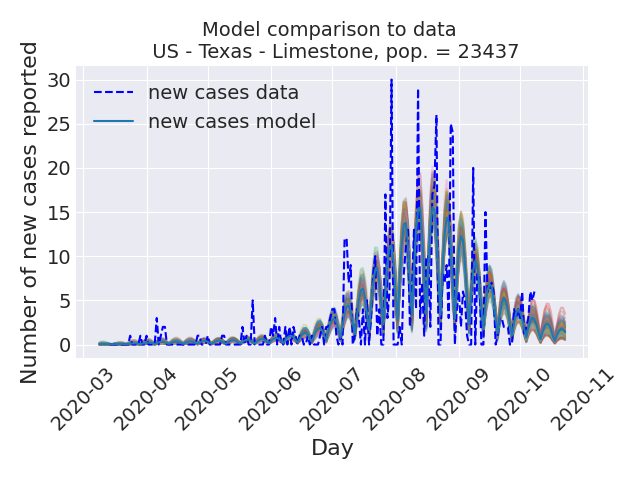 Model comparison to data
US - Texas - Limestone, pop. = 23437
Number of new cases reported
30
25
20
15
10
5
0
new cases data
new cases model
2020-03
2020-04
2020-05
2020-06
2020-07
2020-08
2020-09
2020-10
2020-11
Day